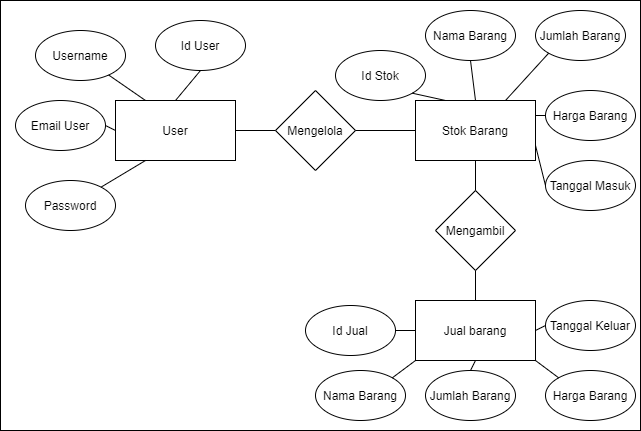 Nama Barang
Jumlah Barang
Id User
Username
Id Stok
Email User
User
Mengelola
Stok Barang
Harga Barang
Tanggal Masuk
Password
Mengambil
Id Jual
Jual barang
Tanggal Keluar
Nama Barang
Jumlah Barang
Harga Barang